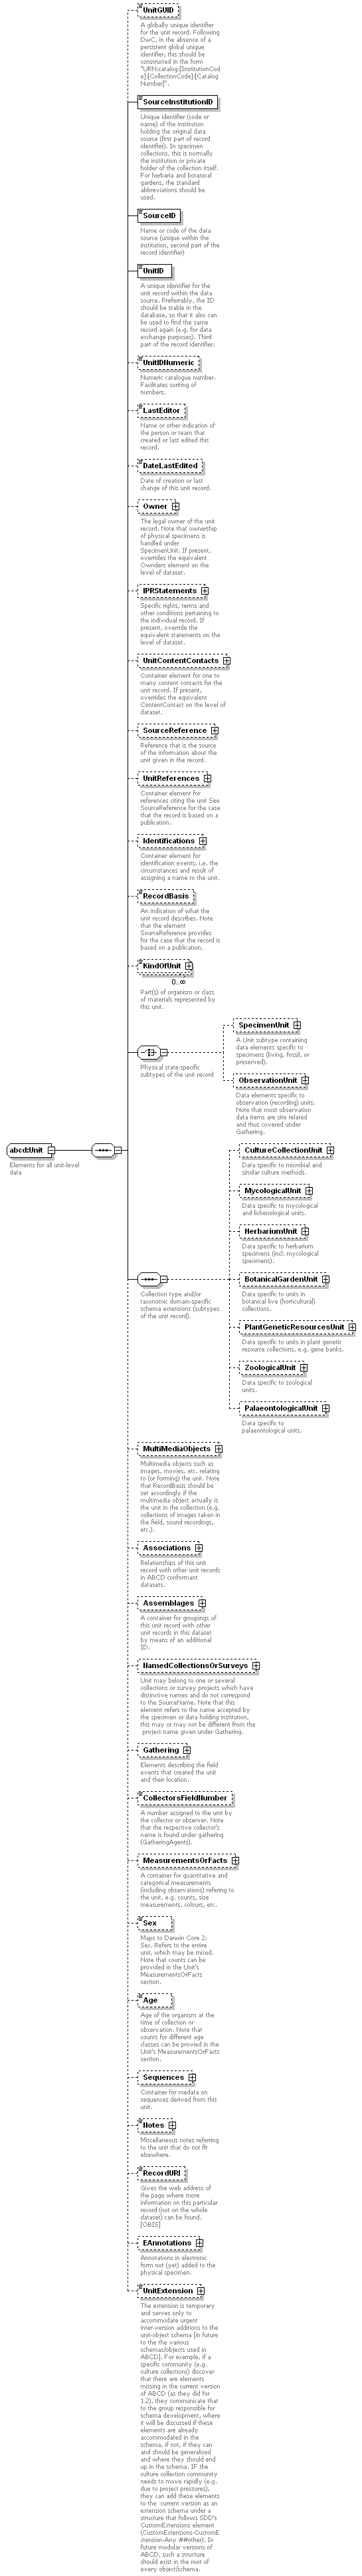 UnitGUID
A globally unique identifier
for the unit record. Following
DwC, in the absence of a
persistent global unique
identifier, this should be
constructed in the form
"URN:catalog:[InstitutionCod
e]:[CollectionCode]:[Catalog
Number]".
SourceInstitutionID
Unique identifier (code or
name) of the institution
holding the original data
source (first part of record
identifier). In specimen
collections, this is normally
the institution or private
holder of the collection itself.
For herbaria and botanical
gardens, the standard
abbreviations should be
used.
SourceID
Name or code of the data
source (unique within the
institution, second part of the
record identifier)
UnitID
A unique identifier for the
unit record within the data
source. Preferrably, the ID
should be stable in the
database, so that it also can
be used to find the same
record again (e.g. for data
exchange purposes). Third
part of the record identifier.
UnitIDNumeric
Numeric catalogue number.
Facilitates sorting of
numbers.
LastEditor
Name or other indication of
the person or team that
created or last edited this
record.
DateLastEdited
Date of creation or last
change of this unit record.
Owner
The legal owner of the unit
record. Note that ownership
of physical specimens is
handled under
SpecimenUnit. If present,
overrides the equivalent
Ownders element on the
level of dataset.
IPRStatements
Specific rights, terms and
other conditions pertaining to
the individual record. If
present, override the
equivalent statements on the
level of dataset.
UnitContentContacts
Container element for one to
many content contacts for the
unit record. If present,
overrides the equivalent
ContentContact on the level of
dataset.
SourceReference
Reference that is the source
of the information about the
unit given in the record.
UnitReferences
Container element for
references citing the unit See
SourceReference for the case
that the record is based on a
publication.
Identifications
Container element for
identification events, i.e. the
circumstances and result of
assigning a name to the unit.
RecordBasis
An indication of what the
unit record describes. Note
that the element
SourceReference provides
for the case that the record is
based on a publication.
KindOfUnit
0..∞
Part(s) of organism or class
of materials represented by
this unit.
SpecimenUnit
A Unit subtype containing
data elements specific to
specimens (living, fossil, or
preserved).
Physical state-specific
subtypes of the unit record
ObservationUnit
Data elements specific to
observation (recording) units.
Note that most observation
data items are site related
and thus covered under
Gathering.
abcd:Unit
Elements for all unit-level
data
CultureCollectionUnit
Data specific to microbial and
similar culture methods.
MycologicalUnit
Data specific to mycological
and lichenological units.
HerbariumUnit
Data specific to herbarium
specimens (incl. mycological
specimens).
Collection type and/or
taxonomic domain-specific
schema extensions (subtypes
of the unit record).
BotanicalGardenUnit
Data specific to units in
botanical live (horticultural)
collections.
PlantGeneticResourcesUnit
Data specific to units in plant genetic
resource collections, e.g. gene banks.
ZoologicalUnit
Data specific to zoological
units.
PalaeontologicalUnit
Data specific to
palaeontological units.
MultiMediaObjects
Multimedia objects such as
images, movies, etc. relating
to (or forming) the unit. Note
that RecordBasis should be
set accordingly if the
multimedia object actually is
the unit in the collection (e.g.
collections of images taken in
the field, sound recordings,
etc.).
Associations
Relationships of this unit
record with other unit records
in ABCD conformant
datasets.
Assemblages
A container for groupings of
this unit record with other
unit records in this dataset
by means of an additional
ID.
NamedCollectionsOrSurveys
Unit may belong to one or several
collections or survey projects which have
distinctive names and do not correspond
to the SourceName. Note that this
element refers to the name accepted by
the specimen or data holding institution,
this may or may not be different from the
project name given under Gathering.
Gathering
Elements describing the field
events that created the unit
and their location.
CollectorsFieldNumber
A number assigned to the unit by
the collector or observer. Note
that the respective collector's
name is found under gathering
(GatheringAgents).
MeasurementsOrFacts
A container for quantitative and
categorical measurements
(including observations) refering to
the unit, e.g. counts, size
measurements, colours, etc.
Sex
Maps to Darwin Core 2:
Sex. Refers to the entire
unit, which may be mixed.
Note that counts can be
provided in the Unit's
MeasurementsOrFacts
section.
Age
Age of the organism at the
time of collection or
observation. Note that
counts for different age
classes can be provied in the
Unit's MeasurementsOrFacts
section.
Sequences
Container for medata on
sequences derived from this
unit.
Notes
Miscellaneous notes referring
to the unit that do not fit
elsewhere.
RecordURI
Gives the web address of
the page where more
information on this particular
record (not on the whole
dataset) can be found.
[OBIS]
EAnnotations
Annotations in electronic
form not (yet) added to the
physical specimen.
UnitExtension
The extension is temporary
and serves only to
accommodate urgent
inter-version additions to the
unit-object schema [in future
to the the various
schemas/objects used in
ABCD]. For example, if a
specific community (e.g.
culture collections) discover
that there are elements
missing in the current version
of ABCD (as they did for
1.2), they communicate that
to the group responsible for
schema development, where
it will be discussed if these
elements are already
accommodated in the
schema, if not, if they can
and should be generalized
and where they should end
up in the schema. IF the
culture collection community
needs to move rapidly (e.g.
due to project pressures),
they can add these elements
to the current version as an
extension schema under a
structure that follows SDD's
CustomExtensions element
(CustomExtensions-CustomE
xtension-Any ##other). In
future modular versions of
ABCD, such a structure
should exist in the root of
every object/schema.